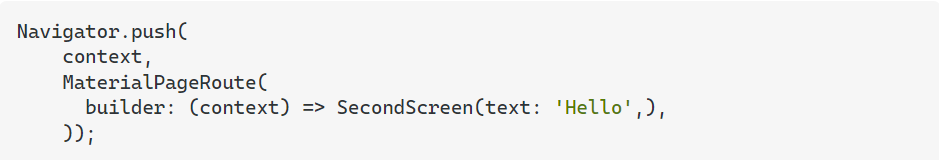 Navigator.push(
    context,
    MaterialPageRoute(
      builder: (context) => SecondScreen(text: 'Hello',),
    ));